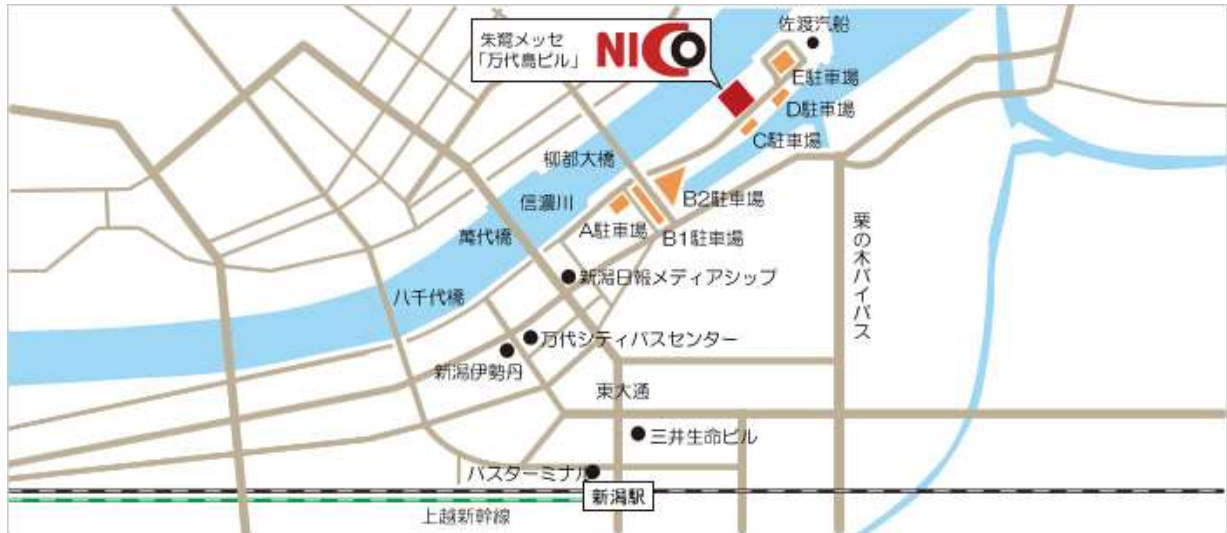 佐渡汽船
朱鷺メッセ
「万代島ビル」
NICO
E駐車場
D駐車場
C駐車場
柳都大橋
信濃川
B2駐車場
A駐車場
B1駐車場
萬代橋
栗の木バイパス
新潟日報メディアシップ
八千代橋
万代シティバスセンター
新潟伊勢丹
東大通
三井生命ビル
バスターミナル
新潟駅
上越新幹線